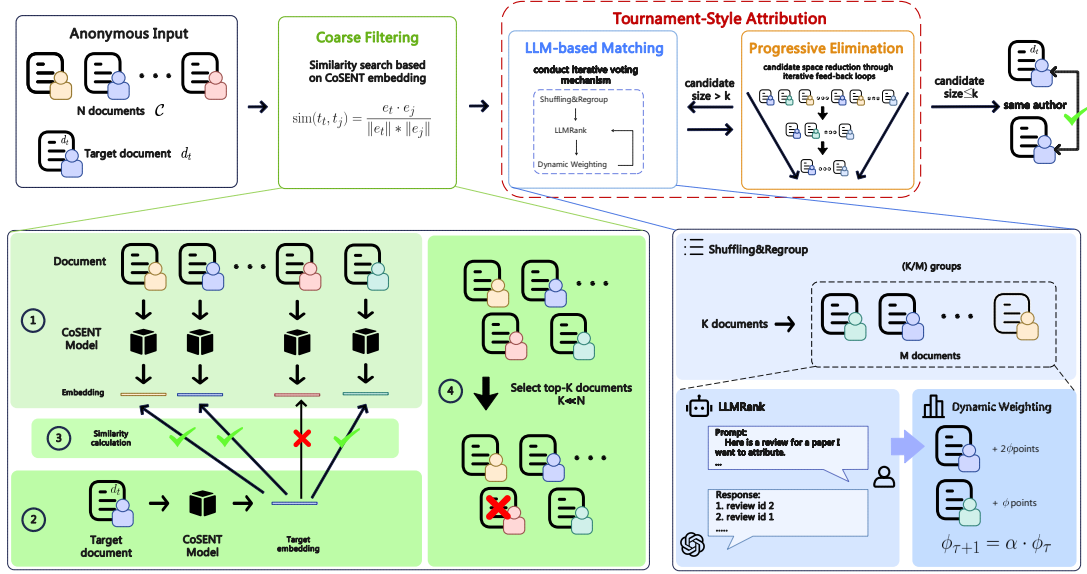 Anonymous Input
N documents C
d_t
Target document d_t
Coarse Filtering
Similarity search based
on CoSENT embedding
sim(t_t, t_j) = e_t · e_j / ‖e_t‖ * ‖e_j‖
Tournament-Style Attribution
LLM-based Matching
conduct iterative voting
mechanism
Shuffling&Regroup
LLMRank
Dynamic Weighting
candidate
size > k
Progressive Elimination
candidate space reduction through
iterative feed-back loops
candidate
size≤k
d_t
same author
Document
1
CoSENT
Model
Embedding
3
Similarity
calculation
2
d_t
Target
document
CoSENT
Model
Target
embedding
4
Select top-K documents
K≪N
Shuffling&Regroup
(K/M) groups
K documents
M documents
LLMRank
Prompt:
Here is a review for a paper I
want to attribute.
...
Response:
1. review id 2
2. review id 1
.....
Dynamic Weighting
+ 2ϕpoints
+ ϕpoints
ϕ_{τ+1} = α · ϕ_τ